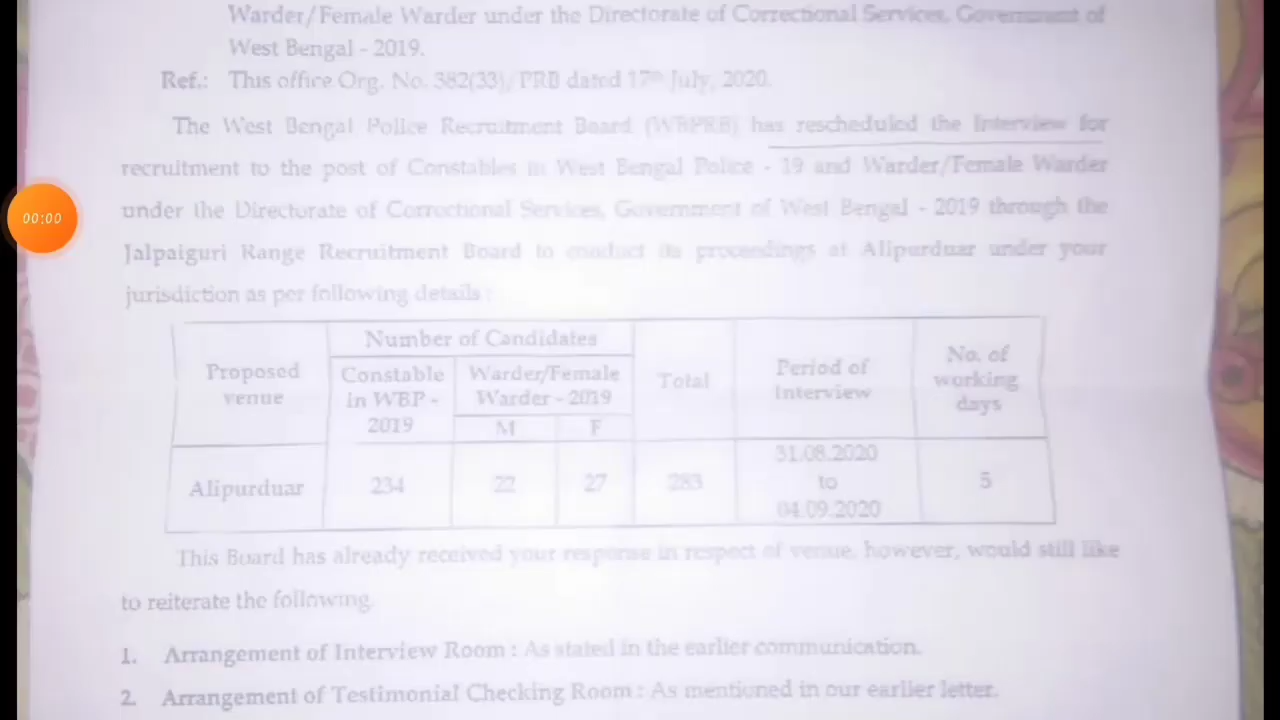 Warder/Female Warder under the Directorate of Correctional Services, Government of
West Bengal - 2019.
Ref.: This office Org. No. 382(33)/PRB dated 17th July, 2020.
The West Bengal Police Recruitment Board (WBPRB) has rescheduled the Interview for
recruitment to the post of Constables in West Bengal Police - 19 and Warder/Female Warder
under the Directorate of Correctional Services, Government of West Bengal - 2019 through the
Jalpaiguri Range Recruitment Board to conduct its proceedings at Alipurduar under your
jurisdiction as per following details :
00:00
Proposed venue
Number of Candidates
Constable in WBP - 2019
Warder/Female Warder - 2019
M F
Total
Period of Interview
No. of working days
Alipurduar 234 22 27 283 31.08.2020 to 04.09.2020 5
This Board has already received your response in respect of venue, however, would still like
to reiterate the following.
1. Arrangement of Interview Room : As stated in the earlier communication.
2. Arrangement of Testimonial Checking Room : As mentioned in our earlier letter.